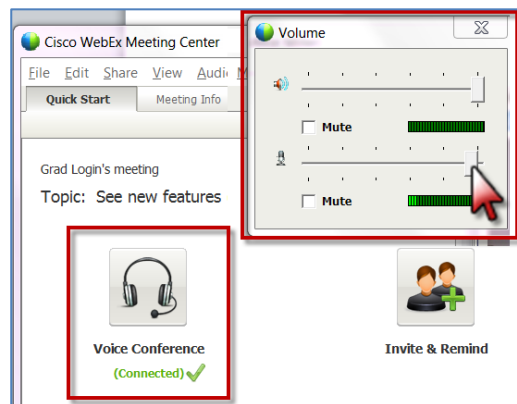 Cisco WebEx Meeting Center
File Edit Share View Audi
Quick Start Meeting Info
Grad Login's meeting
Topic: See new features
Voice Conference
(Connected)
Invite & Remind
Volume
Mute
Mute